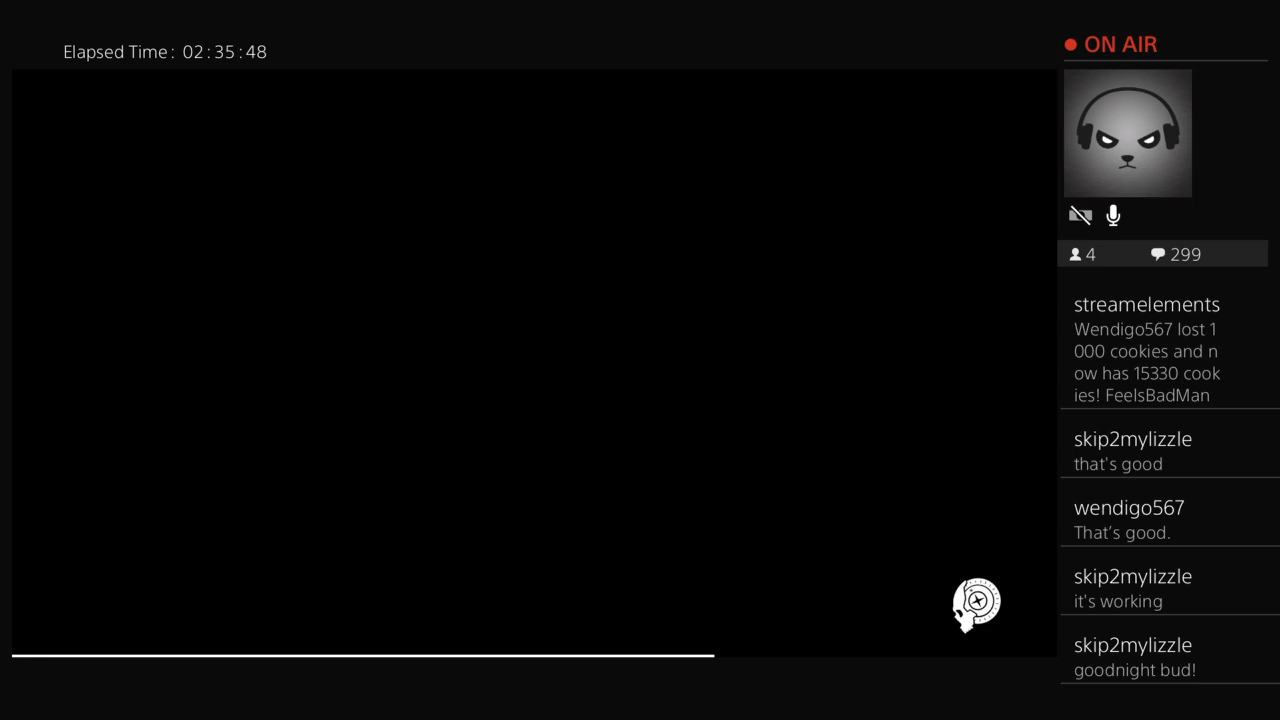 Elapsed Time: 02:35:48
ON AIR
4 299
streamelements
Wendigo567 lost 1
000 cookies and n
ow has 15330 cook
ies! FeelsBadMan
skip2mylizzle
that's good
wendigo567
That’s good.
skip2mylizzle
it's working
skip2mylizzle
goodnight bud!